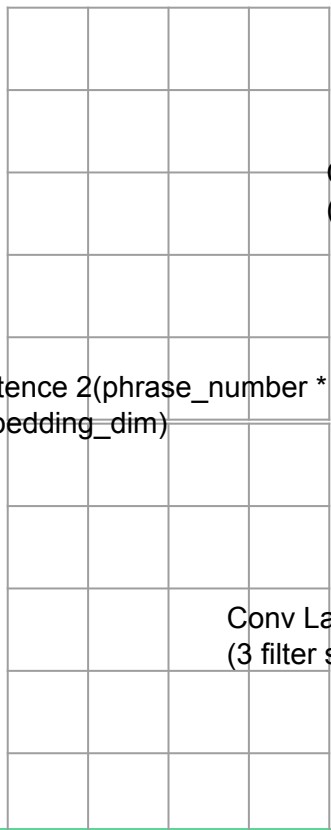 tence 2(phrase_number *
bedding_dim)
Conv La
(3 filter s